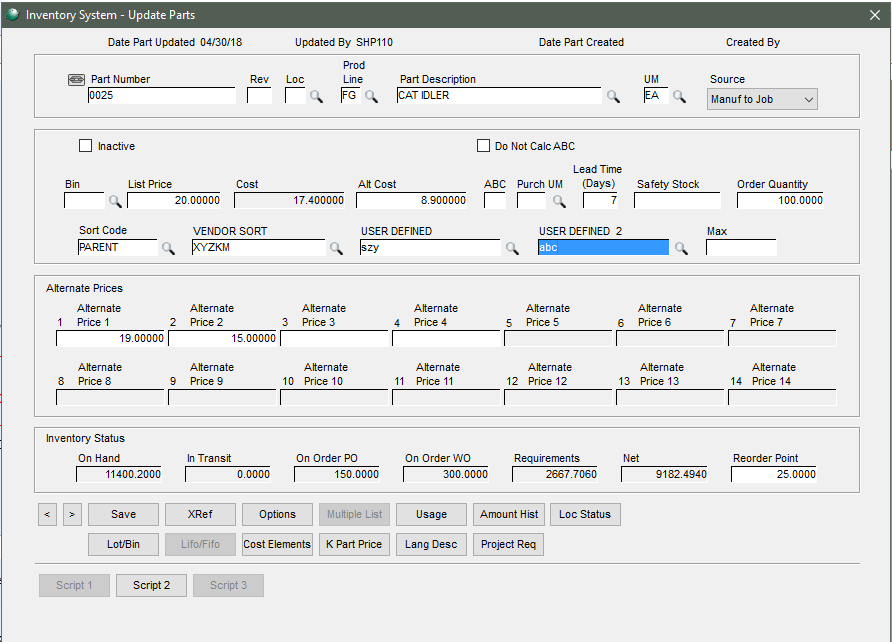 Inventory System - Update Parts
Date Part Updated 04/30/18 Updated By SHP110 Date Part Created Created By
Part Number Rev Loc Prod Line Part Description UM Source
0025 FG CAT IDLER EA Manuf to Job
Inactive Do Not Calc ABC
Bin List Price Cost Alt Cost ABC Purch UM Lead Time (Days) Safety Stock Order Quantity
20.00000 17.400000 8.900000 7 100.0000
Sort Code VENDOR SORT USER DEFINED USER DEFINED 2 Max
PARENT XYZKM szy abc
Alternate Prices
Alternate Alternate Alternate Alternate Alternate Alternate Alternate
1 Price 1 2 Price 2 3 Price 3 4 Price 4 5 Price 5 6 Price 6 7 Price 7
19.00000 15.00000
Alternate Alternate Alternate Alternate Alternate Alternate Alternate
8 Price 8 9 Price 9 10 Price 10 11 Price 11 12 Price 12 13 Price 13 14 Price 14
Inventory Status
On Hand In Transit On Order PO On Order WO Requirements Net Reorder Point
11400.2000 0.0000 150.0000 300.0000 2667.7060 9182.4940 25.0000
< > Save XRef Options Multiple List Usage Amount Hist Loc Status
Lot/Bin Lifo/Fifo Cost Elements K Part Price Lang Desc Project Req
Script 1 Script 2 Script 3